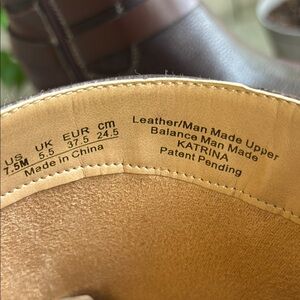 US UK EUR cm
7.5M 5.5 37.5 24.5
Made in China
Leather/Man Made Upper
Balance Man Made
KATRINA
Patent Pending